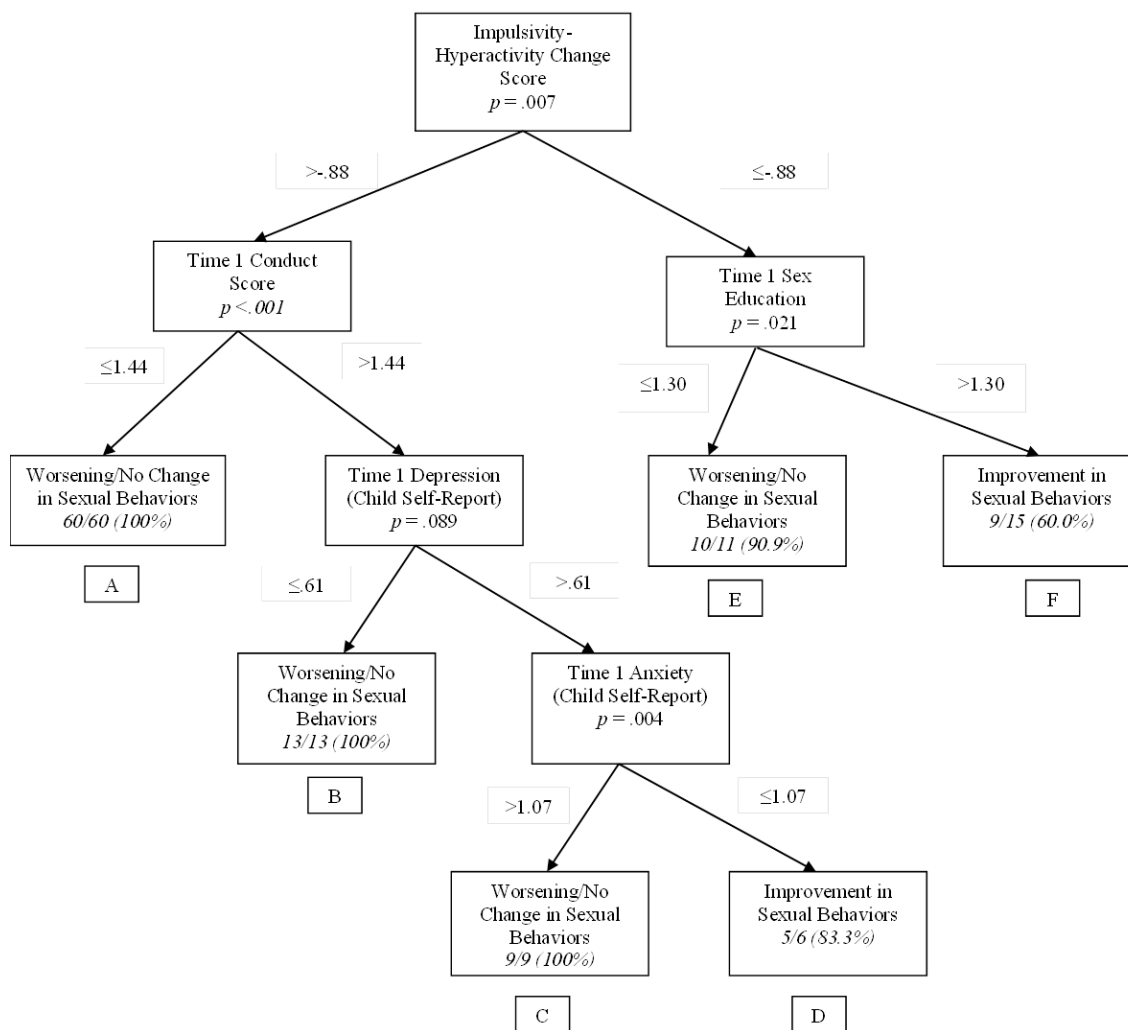 Impulsivity-
Hyperactivity Change
Score
p = .007
>-.88
≤-.88
Time 1 Conduct
Score
p <.001
Time 1 Sex
Education
p = .021
≤1.44
>1.44
≤1.30
>1.30
Worsening/No Change
in Sexual Behaviors
60/60 (100%)
A
Time 1 Depression
(Child Self-Report)
p = .089
Worsening/No
Change in Sexual
Behaviors
10/11 (90.9%)
E
Improvement in
Sexual Behaviors
9/15 (60.0%)
F
≤.61
>.61
Worsening/No
Change in Sexual
Behaviors
13/13 (100%)
B
Time 1 Anxiety
(Child Self-Report)
p = .004
>1.07
≤1.07
Worsening/No
Change in Sexual
Behaviors
9/9 (100%)
C
Improvement in
Sexual Behaviors
5/6 (83.3%)
D